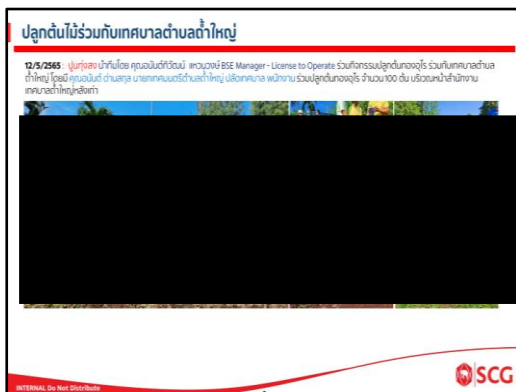 ปลูกต้นไม้ร่วมกับเทศบาลตำบลถ้ำใหญ่
12/5/2565 : ปูนทุ่งสง นำทีมโดย คุณอนันต์ทิวัฒน์ แหวนวงษ์ BSE Manager - License to Operate ร่วมกิจกรรมปลูกต้นทองอุไร ร่วมกับเทศบาลตำบล
ถ้ำใหญ่ โดยมี คุณอนันต์ ด่านสกุล นายกเทศมนตรีตำบลถ้ำใหญ่ ปลัดเทศบาล พนักงาน ร่วมปลูกต้นทองอุไร จำนวน 100 ต้น บริเวณหน้าสำนักงาน
เทศบาลถ้ำใหญ่หลังเก่า
INTERNAL Do Not Distribute
SCG